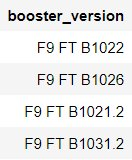 booster_version
F9 FT B1022
F9 FT B1026
F9 FT B1021.2
F9 FT B1031.2